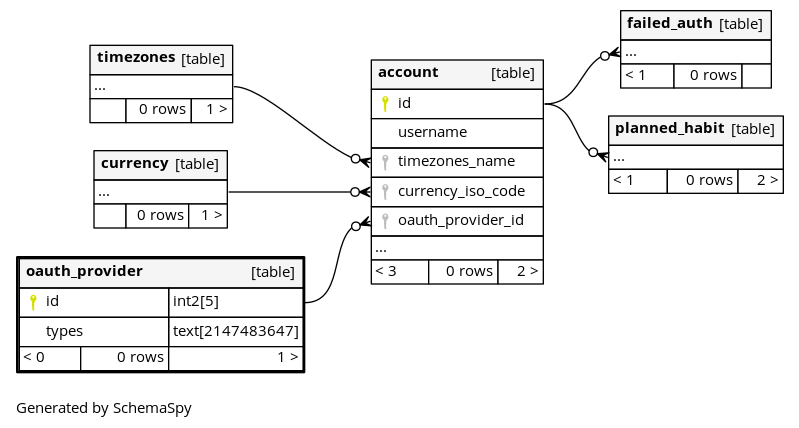 timezones [table]
...
0 rows 1 >
currency [table]
...
0 rows 1 >
oauth_provider [table]
id int2[5]
types text[2147483647]
< 0 0 rows 1 >
account [table]
id
username
timezones_name
currency_iso_code
oauth_provider_id
...
< 3 0 rows 2 >
failed_auth [table]
...
< 1 0 rows
planned_habit [table]
...
< 1 0 rows 2 >
Generated by SchemaSpy